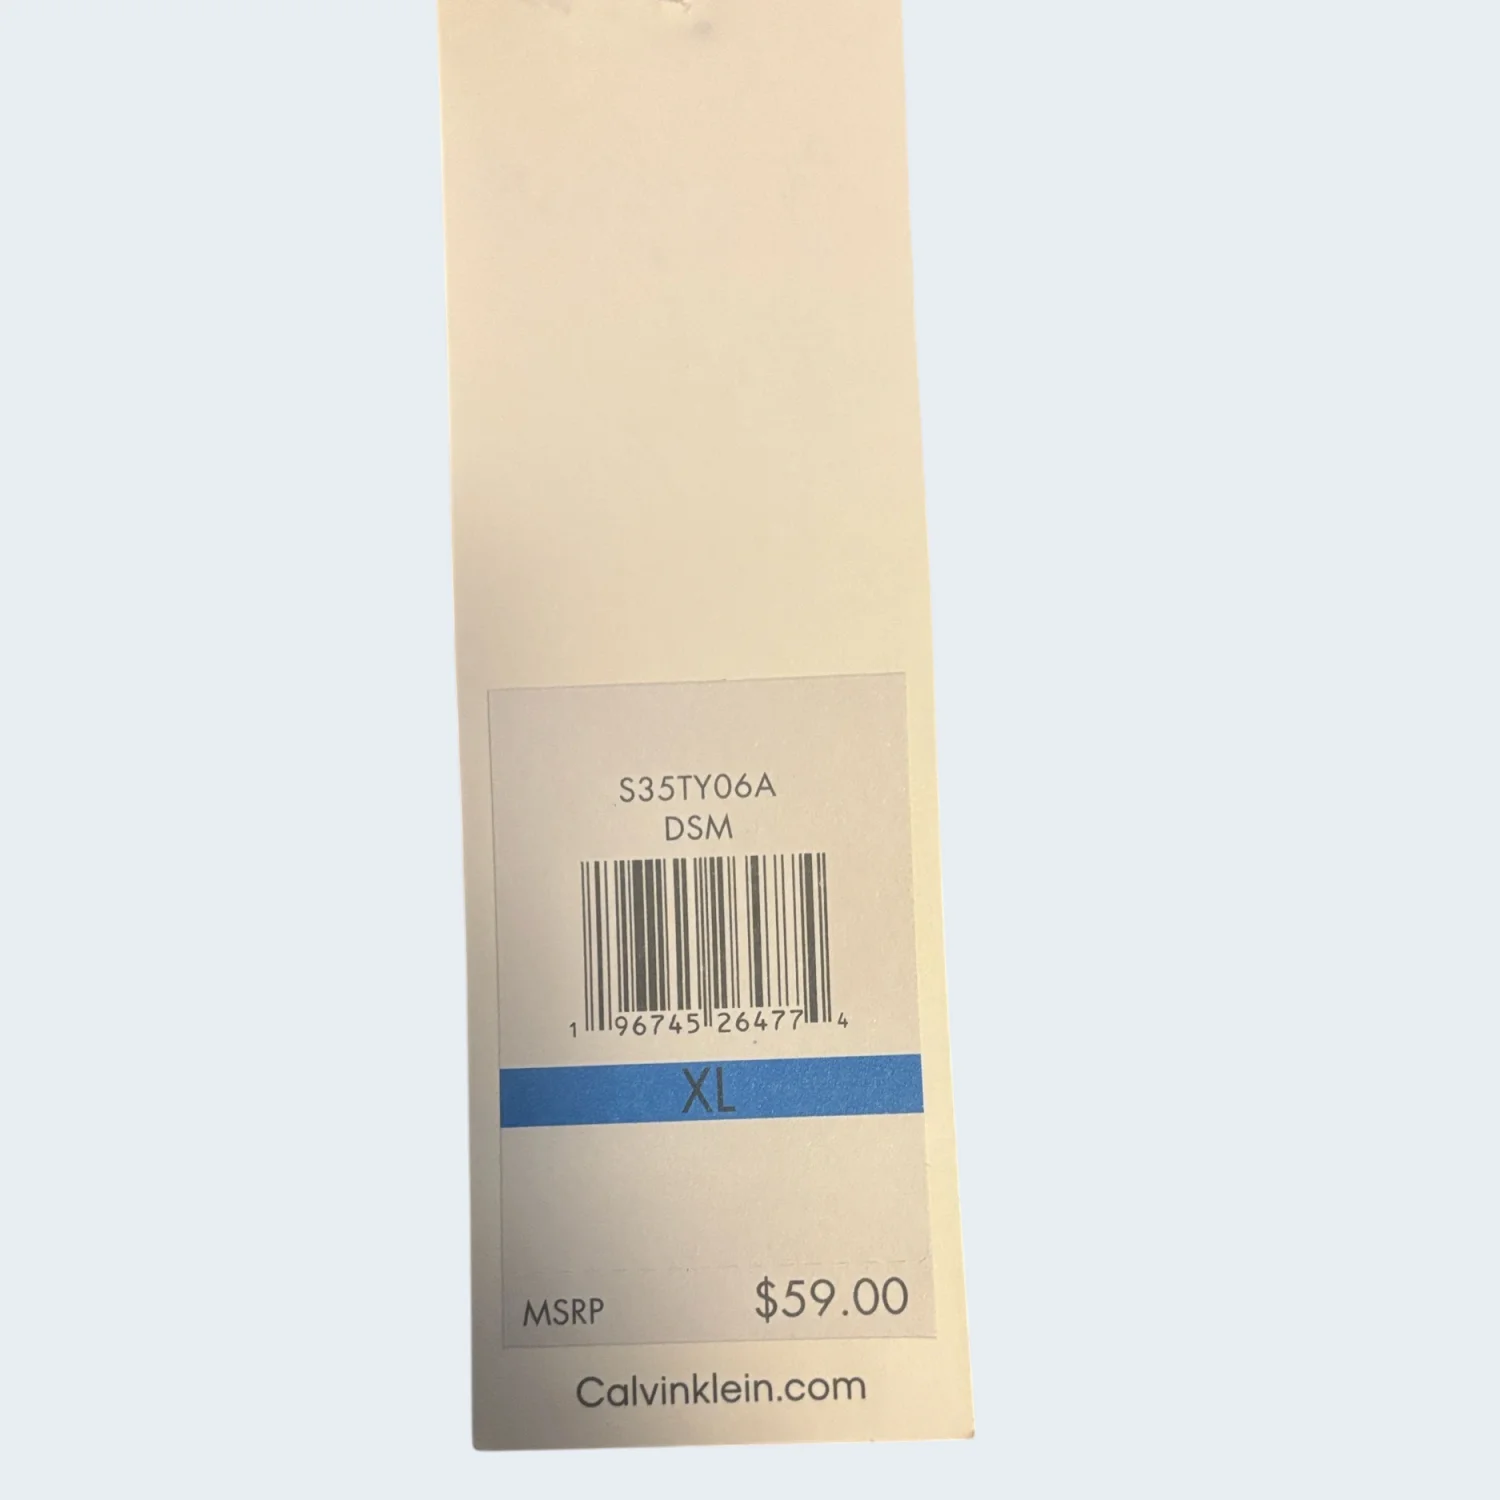 S35TY06A
DSM
1 96745 26477 4
XL
MSRP $59.00
Calvinklein.com